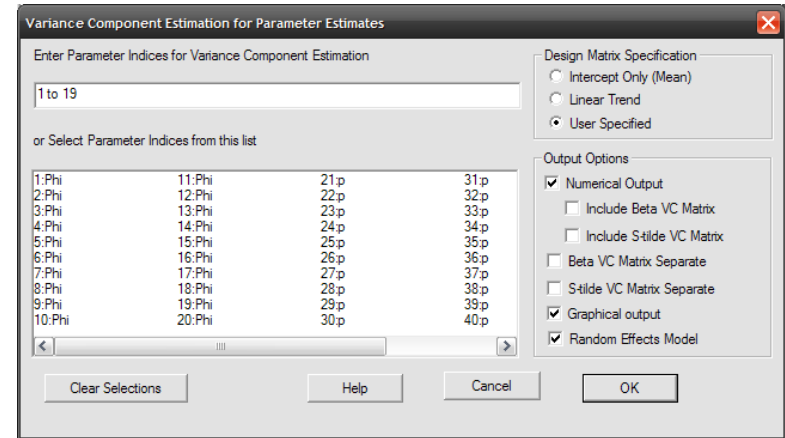 Variance Component Estimation for Parameter Estimates
Enter Parameter Indices for Variance Component Estimation
1 to 19
or Select Parameter Indices from this list
1:Phi 11:Phi 21:p 31:p
2:Phi 12:Phi 22:p 32:p
3:Phi 13:Phi 23:p 33:p
4:Phi 14:Phi 24:p 34:p
5:Phi 15:Phi 25:p 35:p
6:Phi 16:Phi 26:p 36:p
7:Phi 17:Phi 27:p 37:p
8:Phi 18:Phi 28:p 38:p
9:Phi 19:Phi 29:p 39:p
10:Phi 20:Phi 30:p 40:p
Design Matrix Specification
Intercept Only (Mean)
Linear Trend
User Specified
Output Options
Numerical Output
Include Beta VC Matrix
Include S-tilde VC Matrix
Beta VC Matrix Separate
S-tilde VC Matrix Separate
Graphical output
Random Effects Model
Clear Selections
Help
Cancel
OK